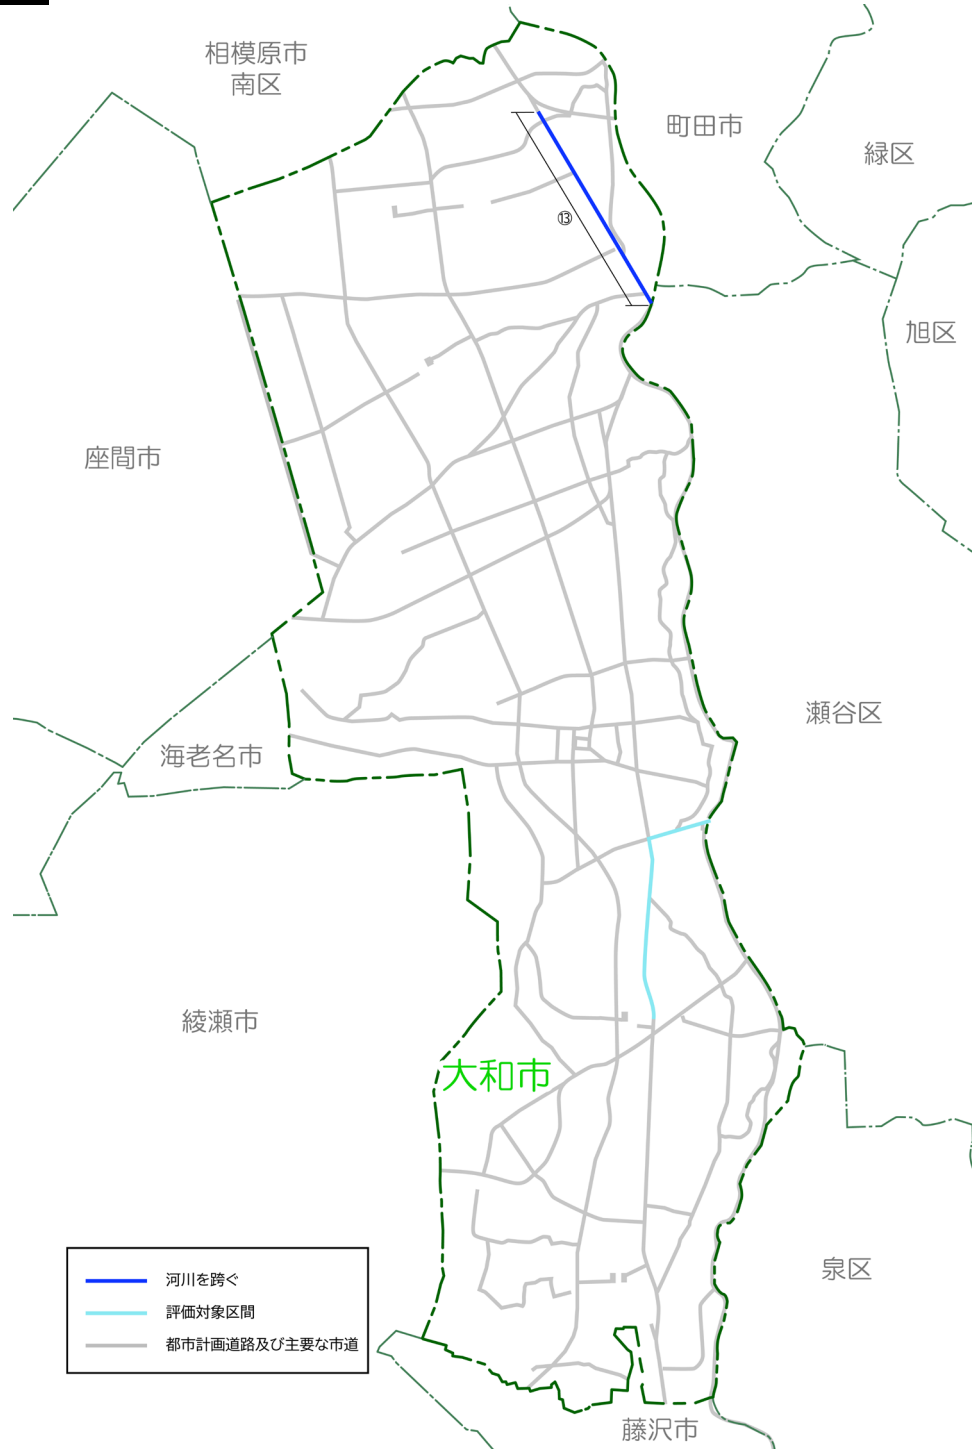 相模原市
南区
町田市
緑区
⑬
旭区
座間市
瀬谷区
海老名市
綾瀬市
大和市
泉区
河川を跨ぐ
評価対象区間
都市計画道路及び主要な市道
藤沢市